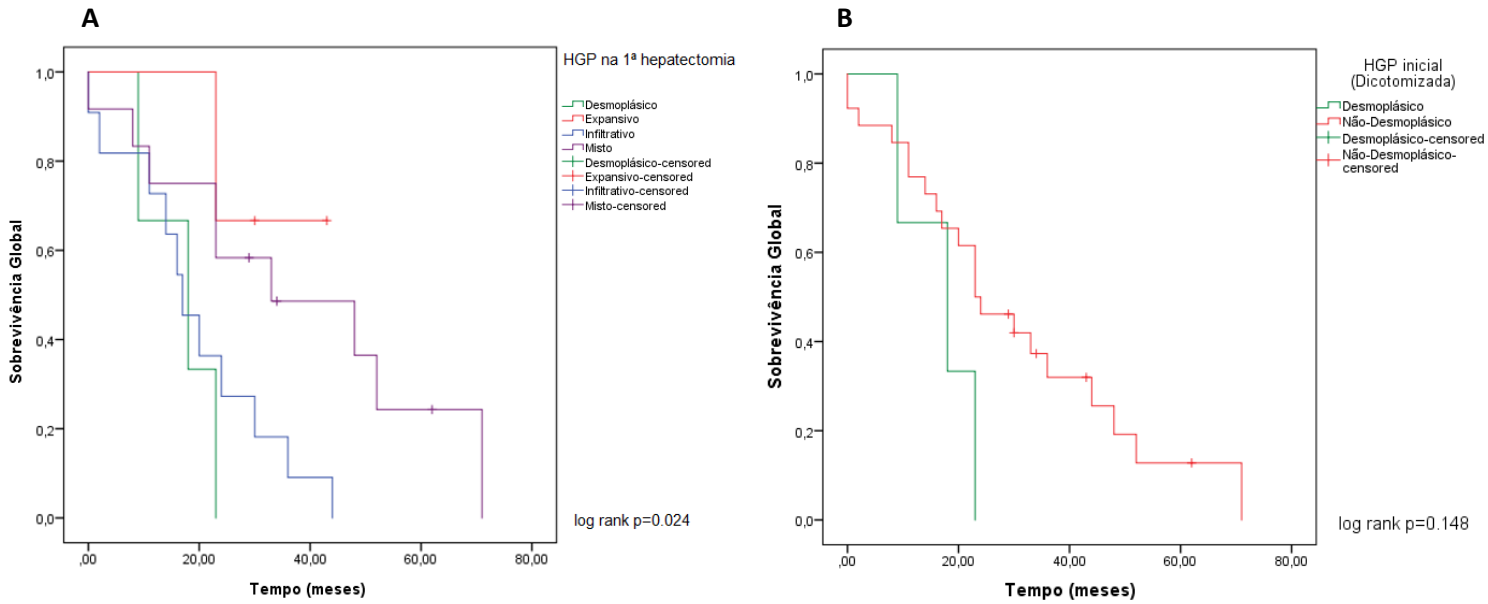 A
HGP na 1ª hepatectomia
Desmoplásico
Expansivo
Infiltrativo
Misto
Desmoplásico-censored
Expansivo-censored
Infiltrativo-censored
Misto-censored
Sobrevivência Global
1,0
0,8
0,6
0,4
0,2
0,0
,00
20,00
40,00
60,00
80,00
Tempo (meses)
log rank p=0.024
B
HGP inicial
(Dicotomizada)
Desmoplásico
Não-Desmoplásico
Desmoplásico-censored
Não-Desmoplásico-
censored
Sobrevivência Global
1,0
0,8
0,6
0,4
0,2
0,0
,00
20,00
40,00
60,00
80,00
Tempo (meses)
log rank p=0.148